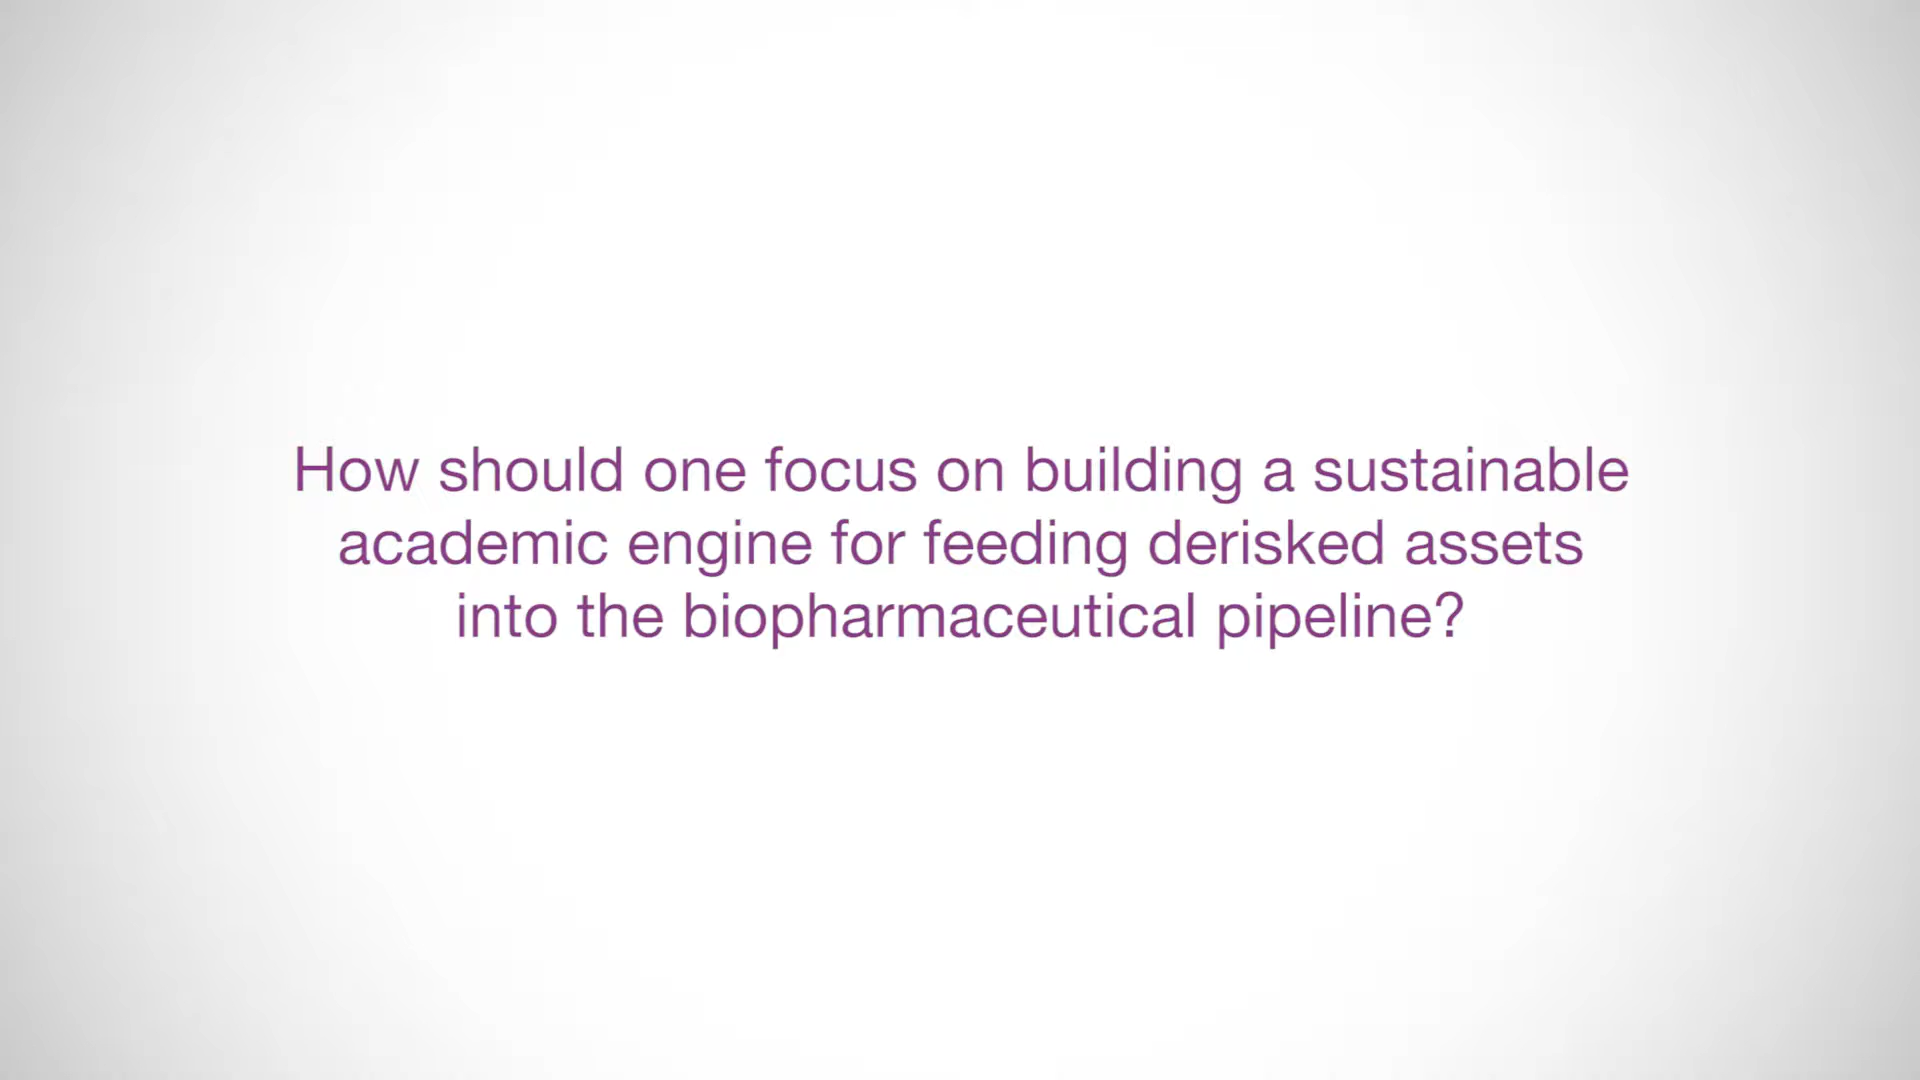 How should one focus on building a sustainable
academic engine for feeding derisked assets
into the biopharmaceutical pipeline?